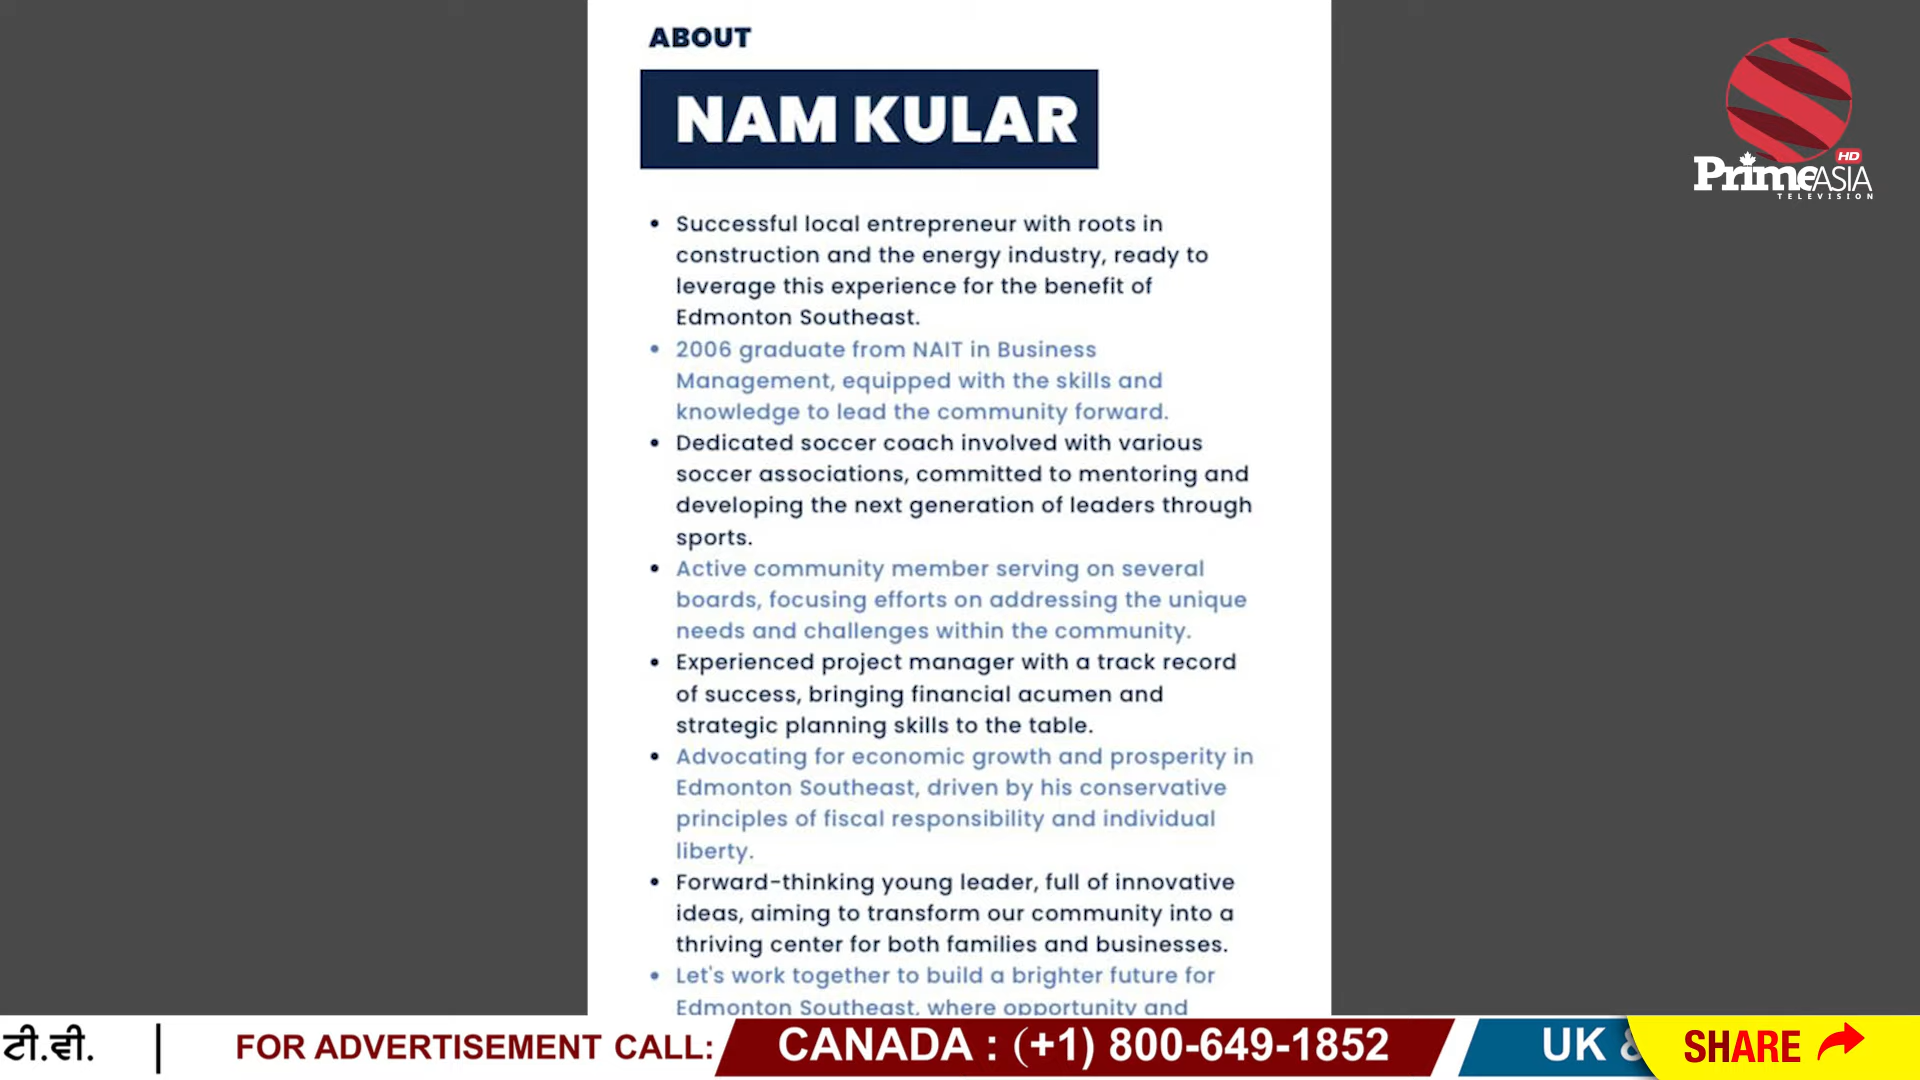 ABOUT
NAM KULAR
HD
PrimeASIA
TELEVISION
• Successful local entrepreneur with roots in
construction and the energy industry, ready to
leverage this experience for the benefit of
Edmonton Southeast.
• 2006 graduate from NAIT in Business
Management, equipped with the skills and
knowledge to lead the community forward.
• Dedicated soccer coach involved with various
soccer associations, committed to mentoring and
developing the next generation of leaders through
sports.
• Active community member serving on several
boards, focusing efforts on addressing the unique
needs and challenges within the community.
• Experienced project manager with a track record
of success, bringing financial acumen and
strategic planning skills to the table.
• Advocating for economic growth and prosperity in
Edmonton Southeast, driven by his conservative
principles of fiscal responsibility and individual
liberty.
• Forward-thinking young leader, full of innovative
ideas, aiming to transform our community into a
thriving center for both families and businesses.
• Let's work together to build a brighter future for
Edmonton Southeast, where opportunity and
ਟੀ.ਵੀ. | FOR ADVERTISEMENT CALL: CANADA : (+1) 800-649-1852 UK & SHARE